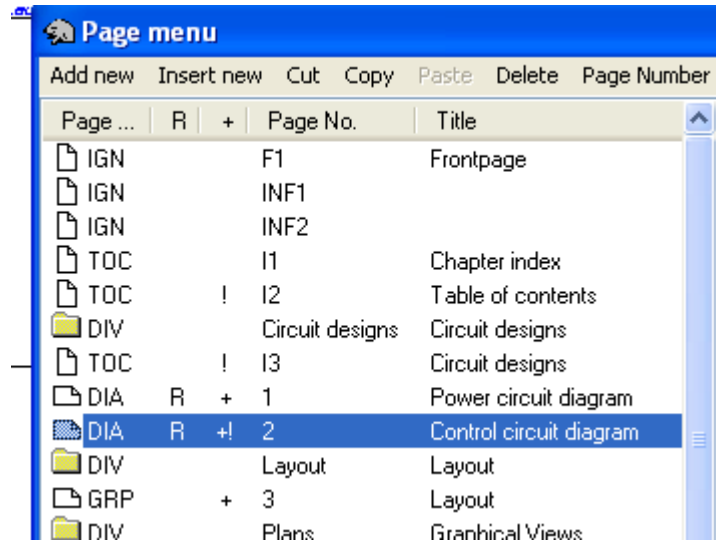 Page menu
Add new Insert new Cut Copy Paste Delete Page Number
Page ... R + Page No. Title
IGN F1 Frontpage
IGN INF1
IGN INF2
TOC I1 Chapter index
TOC ! I2 Table of contents
DIV Circuit designs Circuit designs
TOC ! I3 Circuit designs
DIA R + 1 Power circuit diagram
DIA R +! 2 Control circuit diagram
DIV Layout Layout
GRP + 3 Layout
DIV Plans Graphical Views